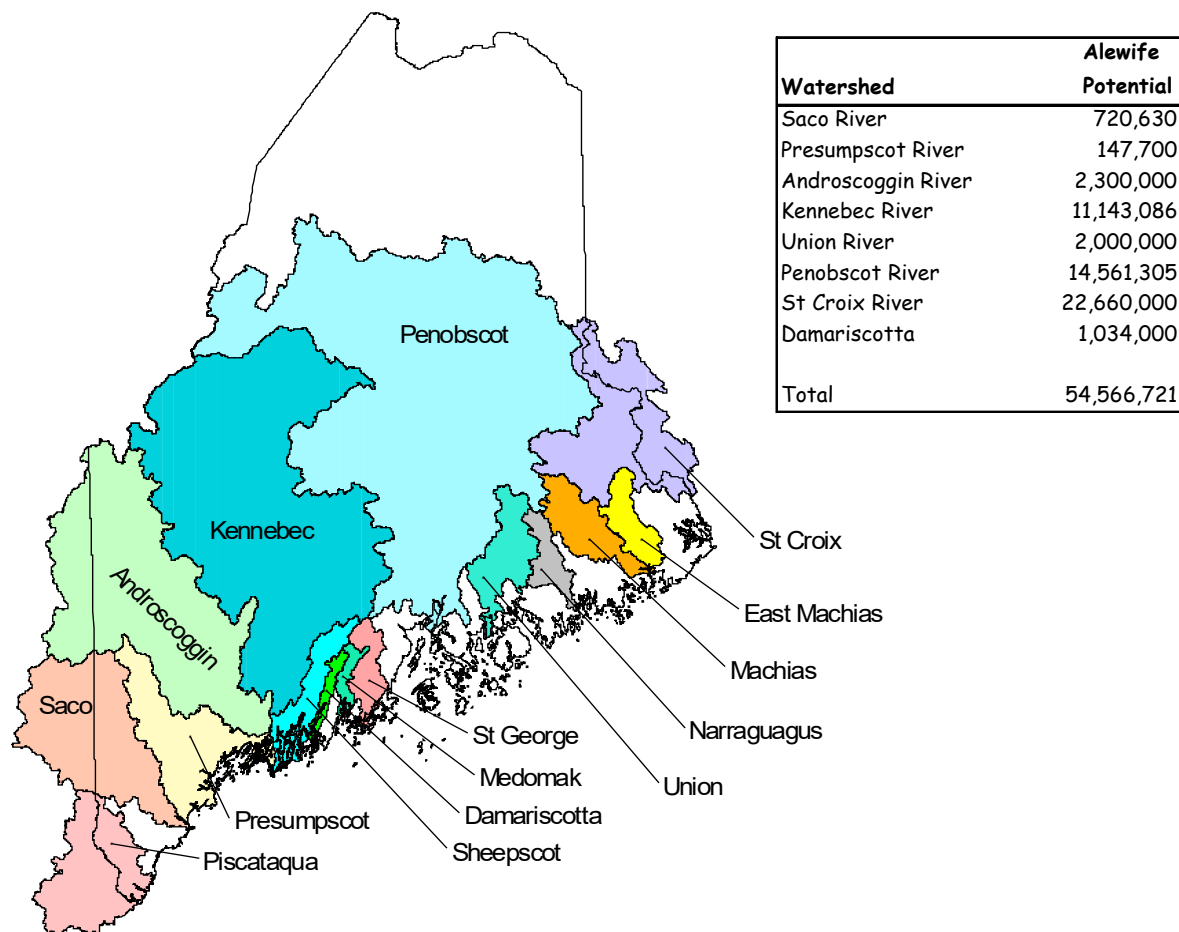 Alewife
Watershed Potential
Saco River 720,630
Presumpscot River 147,700
Androscoggin River 2,300,000
Kennebec River 11,143,086
Union River 2,000,000
Penobscot River 14,561,305
St Croix River 22,660,000
Damariscotta 1,034,000
Total 54,566,721
Penobscot
Kennebec
Androscoggin
Saco
St Croix
East Machias
Machias
Narraguagus
Union
St George
Medomak
Damariscotta
Sheepscot
Presumpscot
Piscataqua